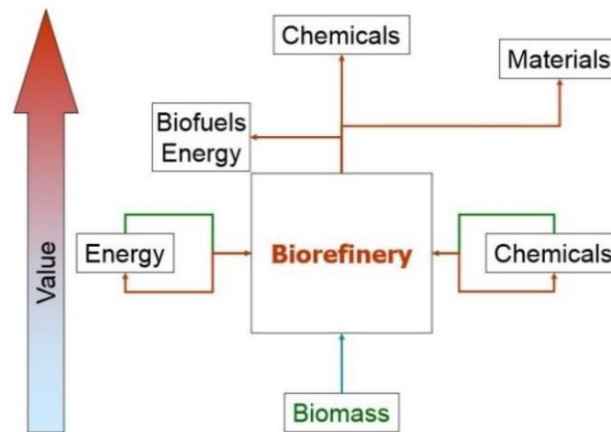 Chemicals
Materials
Biofuels
Energy
Value
Energy
Biorefinery
Chemicals
Biomass